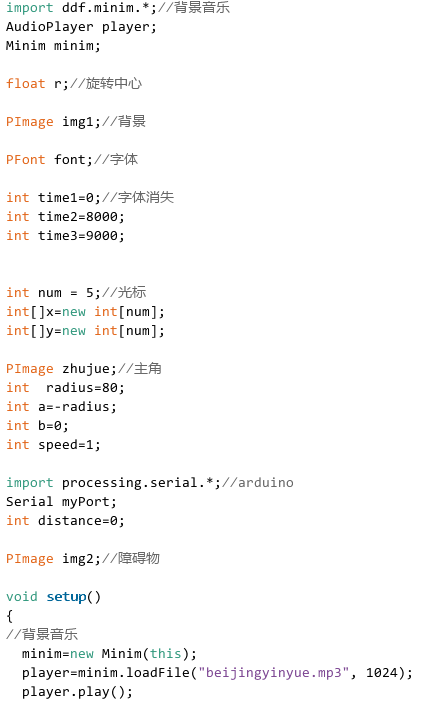 import ddf.minim.*;//背景音乐
AudioPlayer player;
Minim minim;
float r;//旋转中心
PImage img1;//背景
PFont font;//字体
int time1=0;//字体消失
int time2=8000;
int time3=9000;
int num = 5;//光标
int[]x=new int[num];
int[]y=new int[num];
PImage zhujue;//主角
int  radius=80;
int a=-radius;
int b=0;
int speed=1;
import processing.serial.*;//arduino
Serial myPort;
int distance=0;
PImage img2;//障碍物
void setup()
{
//背景音乐
  minim=new Minim(this);
  player=minim.loadFile("beijingyinyue.mp3", 1024);
  player.play();